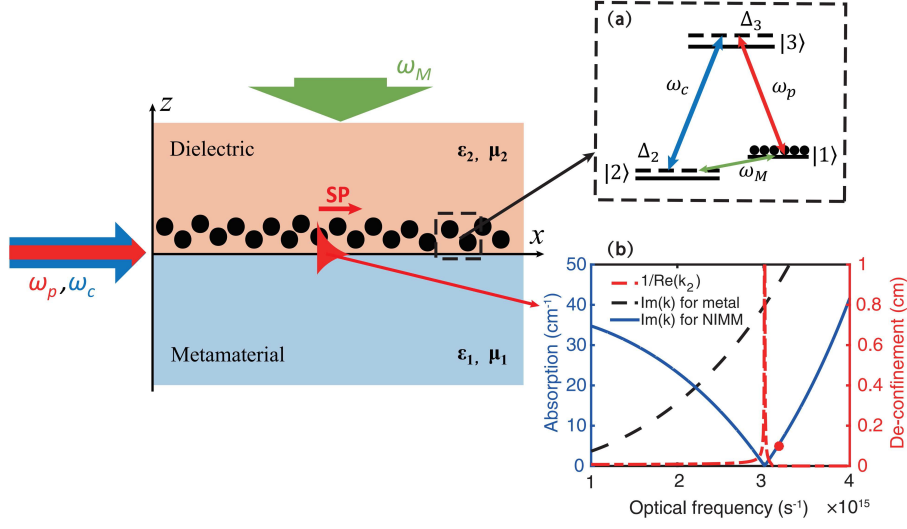 ω_M
z
Dielectric
ε₂, μ₂
SP
x
ω_p,ω_c
Metamaterial
ε₁, μ₁
(a)
Δ₃
|3⟩
ω_c
ω_p
Δ₂
|2⟩
|1⟩
ω_M
(b)
1/Re(k₂)
Im(k) for metal
Im(k) for NIMM
Absorption (cm⁻¹)
50
40
30
20
10
0
1
2
3
4
Optical frequency (s⁻¹)
×10¹⁵
1
0.8
0.6
0.4
0.2
0
De-confinement (cm)